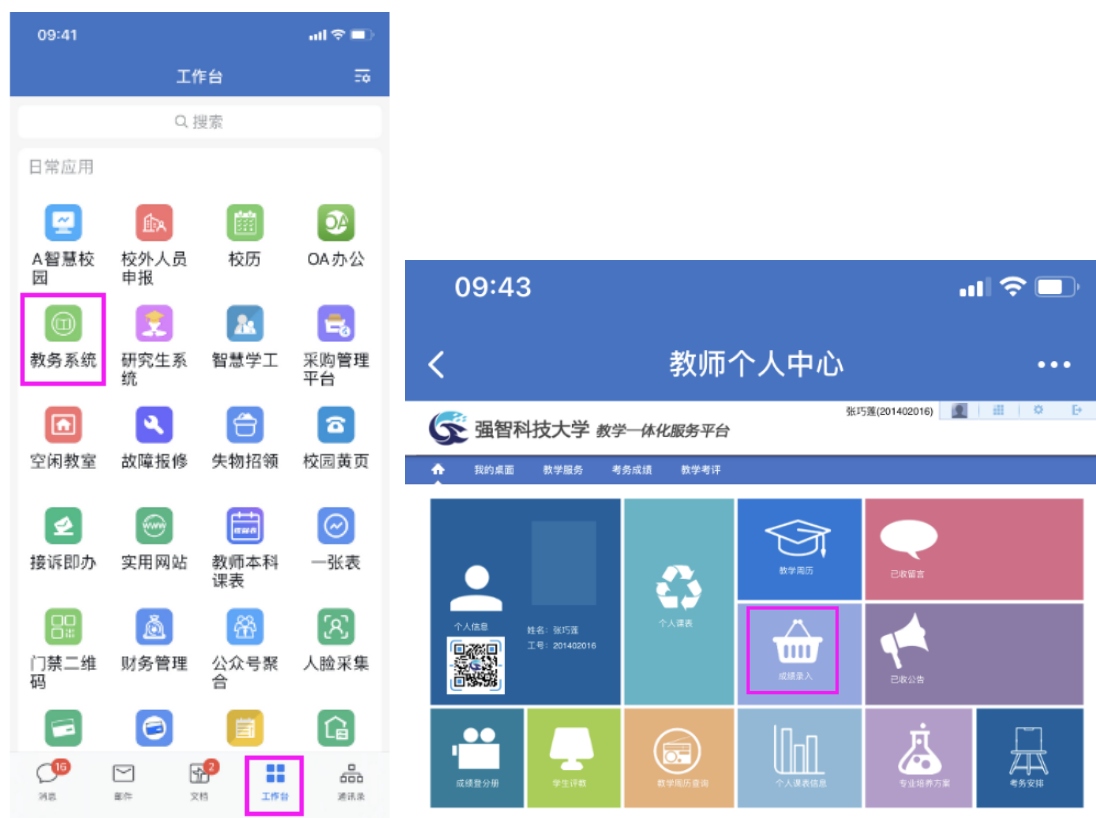 09:41
工作台
搜索
日常应用
A智慧校园
校外人员申报
校历
OA办公
教务系统
研究生系统
智慧学工
采购管理平台
空闲教室
故障报修
失物招领
校园黄页
接诉即办
实用网站
教师本科课表
一张表
门禁二维码
财务管理
公众号聚合
人脸采集
16
2
消息
邮件
文档
工作台
通讯录
09:43
教师个人中心
强智科技大学 教学一体化服务平台
张巧莲(201402016)
我的桌面 教学服务 考务成绩 教学考评
个人信息
姓名: 张巧莲
工号: 201402016
个人课表
教学周历
已收留言
成绩录入
已收公告
成绩登分册
学生评教
教学周历查询
个人课表信息
专业培养方案
考务安排